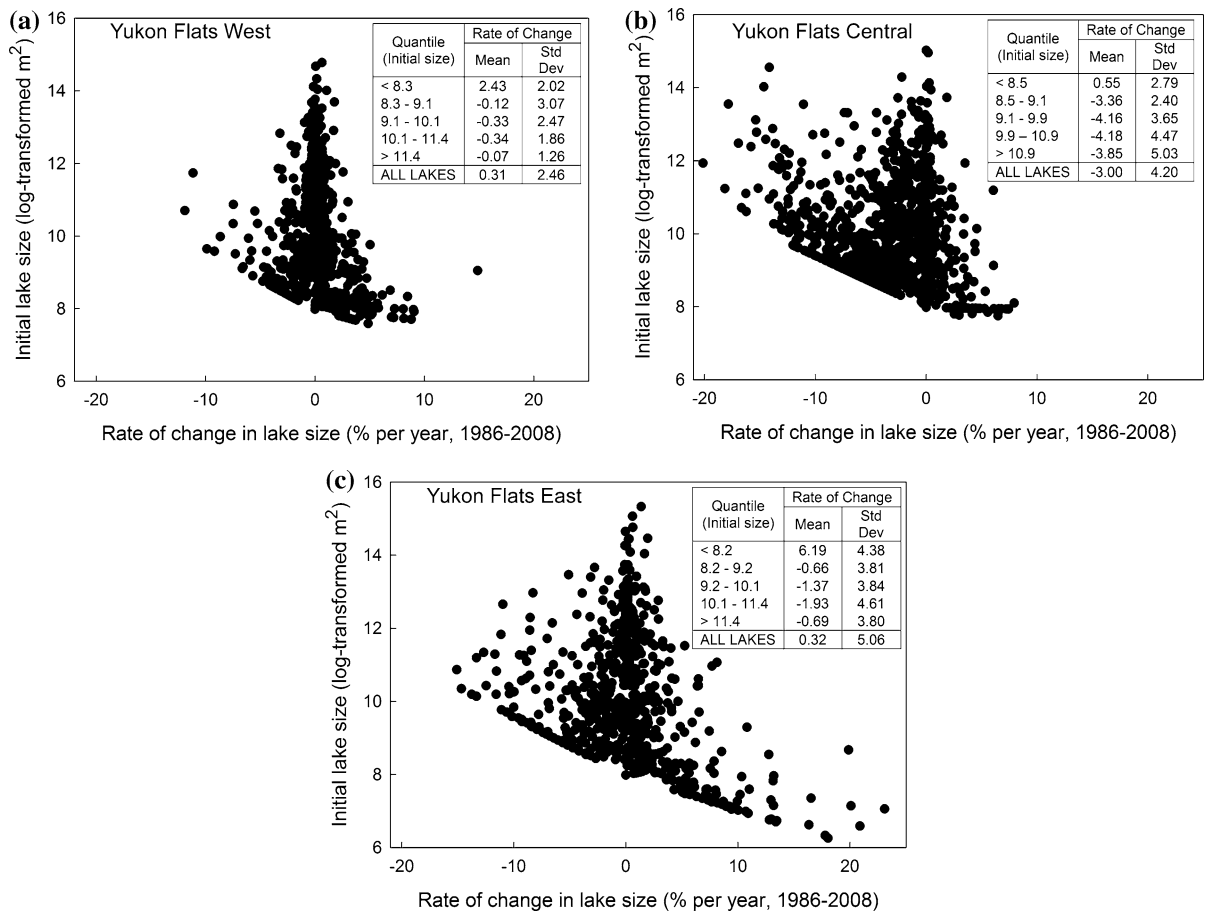 (a)
Yukon Flats West
Quantile (Initial size) Rate of Change
Mean Std Dev
< 8.3 2.43 2.02
8.3 - 9.1 -0.12 3.07
9.1 - 10.1 -0.33 2.47
10.1 - 11.4 -0.34 1.86
> 11.4 -0.07 1.26
ALL LAKES 0.31 2.46
Initial lake size (log-transformed m²)
16
14
12
10
8
6
-20 -10 0 10 20
Rate of change in lake size (% per year, 1986-2008)
(b)
Yukon Flats Central
Quantile (Initial size) Rate of Change
Mean Std Dev
< 8.5 0.55 2.79
8.5 - 9.1 -3.36 2.40
9.1 - 9.9 -4.16 3.65
9.9 – 10.9 -4.18 4.47
> 10.9 -3.85 5.03
ALL LAKES -3.00 4.20
Initial lake size (log-transformed m²)
16
14
12
10
8
6
-20 -10 0 10
Rate of change in lake size (% per year, 1986-2008)
(c)
Yukon Flats East
Quantile (Initial size) Rate of Change
Mean Std Dev
< 8.2 6.19 4.38
8.2 - 9.2 -0.66 3.81
9.2 - 10.1 -1.37 3.84
10.1 - 11.4 -1.93 4.61
> 11.4 -0.69 3.80
ALL LAKES 0.32 5.06
Initial lake size (log-transformed m²)
16
14
12
10
8
6
-20 -10 0 10 20
Rate of change in lake size (% per year, 1986-2008)